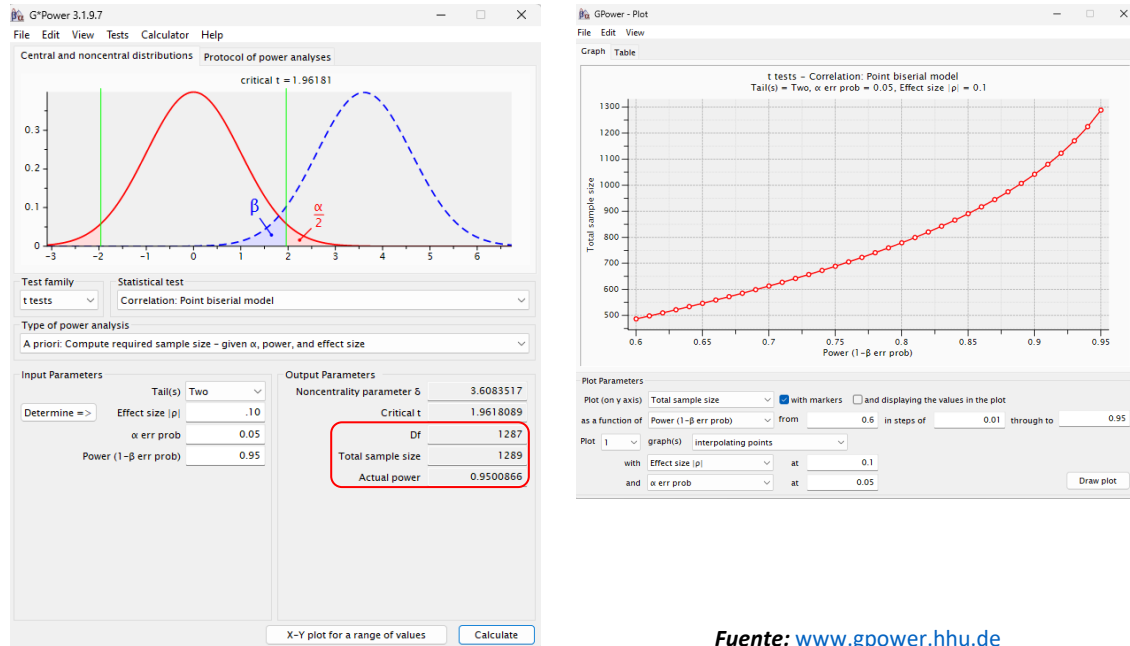 G*Power 3.1.9.7
File Edit View Tests Calculator Help
Central and noncentral distributions Protocol of power analyses
critical t = 1.96181
0.3
0.2
0.1
0
β
α
2
-3 -2 -1 0 1 2 3 4 5 6
Test family Statistical test
t tests Correlation: Point biserial model
Type of power analysis
A priori: Compute required sample size - given α, power, and effect size
Input Parameters
Tail(s) Two
Determine => Effect size |ρ| .10
α err prob 0.05
Power (1-β err prob) 0.95
Output Parameters
Noncentrality parameter δ 3.6083517
Critical t 1.9618089
Df 1287
Total sample size 1289
Actual power 0.9500866
X-Y plot for a range of values Calculate
GPower - Plot
File Edit View
Graph Table
t tests - Correlation: Point biserial model
Tail(s) = Two, α err prob = 0.05, Effect size |ρ| = 0.1
Total sample size
1300
1200
1100
1000
900
800
700
600
500
0.6 0.65 0.7 0.75 0.8 0.85 0.9 0.95
Power (1-β err prob)
Plot Parameters
Plot (on y axis) Total sample size with markers and displaying the values in the plot
as a function of Power (1-β err prob) from 0.6 in steps of 0.01 through to 0.95
Plot 1 graph(s) interpolating points
with Effect size |ρ| at 0.1
and α err prob at 0.05
Draw plot
Fuente: www.gpower.hhu.de